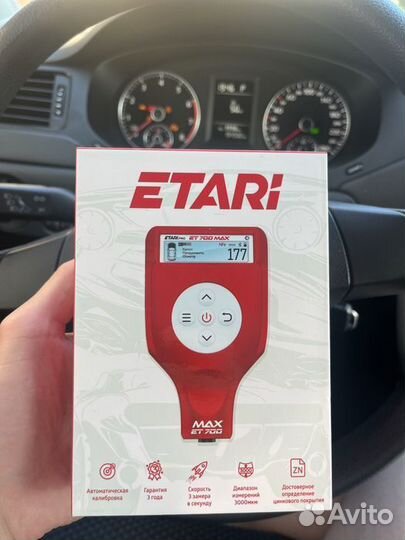 ETARI
ETARI PRO ET 700 MAX
177
MAX
ET 700
Автоматическая
калибровка
Гарантия
3 года
Скорость
3 замера
в секунду
Диапазон
измерений
3000мкм
ZN
Достоверное
определение
цинкового покрытия
Avito